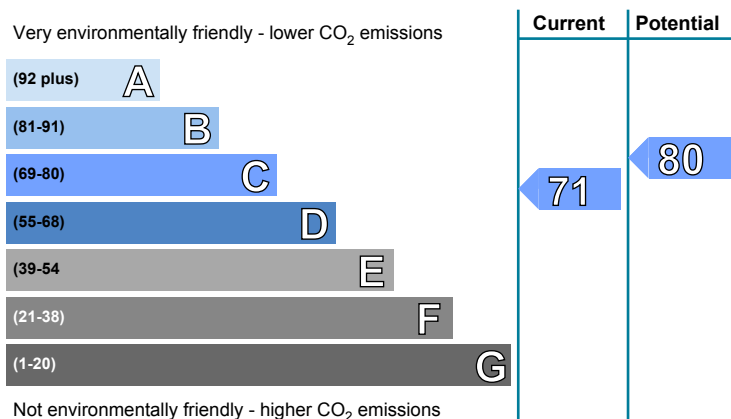 Very environmentally friendly - lower CO2 emissions
Current
Potential
(92 plus) A
(81-91) B
(69-80) C
(55-68) D
(39-54 E
(21-38) F
(1-20) G
71
80
Not environmentally friendly - higher CO2 emissions